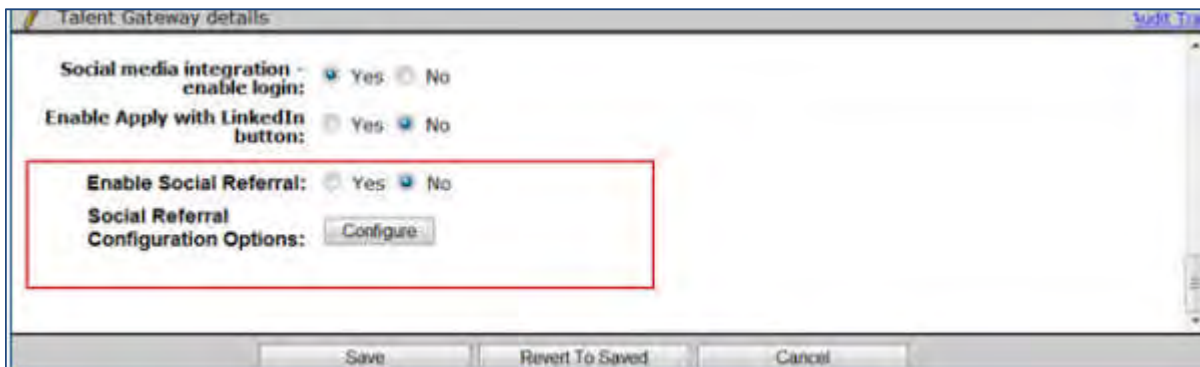 Talent Gateway details
Social media integration - Yes No
enable login:
Enable Apply with LinkedIn Yes No
button:
Enable Social Referral: Yes No
Social Referral
Configuration Options: Configure
Save Revert To Saved Cancel